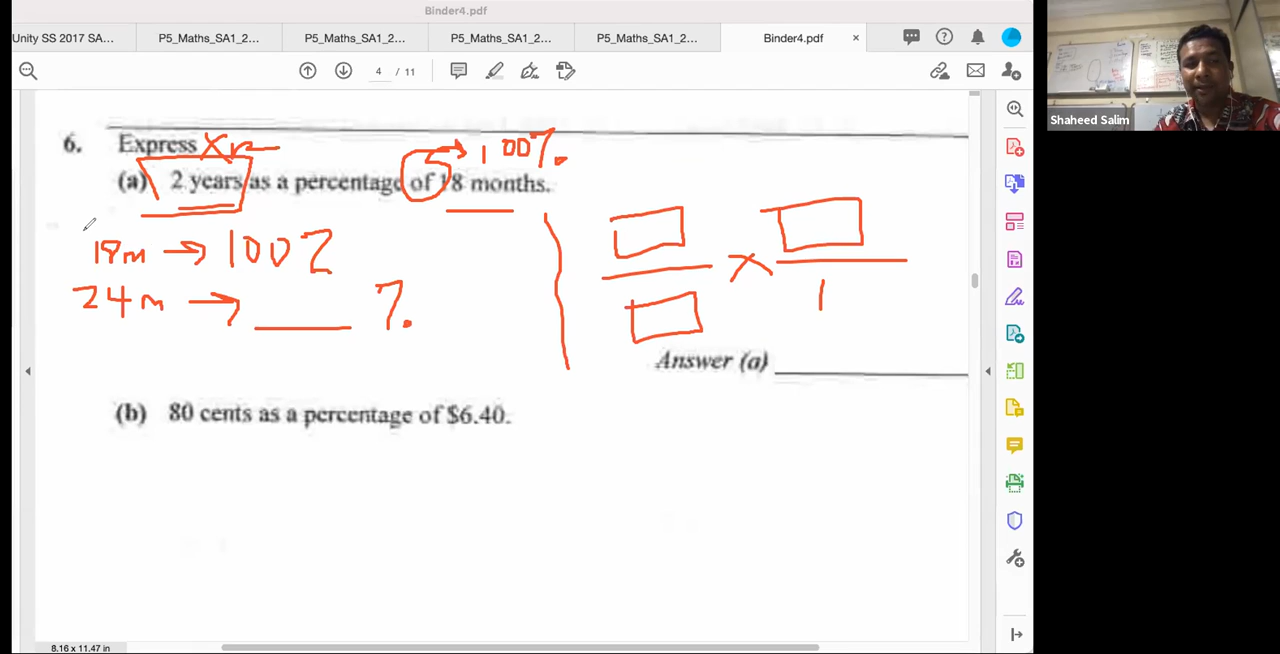 Binder4.pdf
Unity SS 2017 SA...
P5_Maths_SA1_2...
P5_Maths_SA1_2...
P5_Maths_SA1_2...
P5_Maths_SA1_2...
Binder4.pdf ×
4 / 11
Shaheed Salim
6. Express
100%.
(a) 2 years as a percentage of 18 months.
18m → 100%
24m → ____ %.
×
1
Answer (a) ____
(b) 80 cents as a percentage of $6.40.
8.16 x 11.47 in